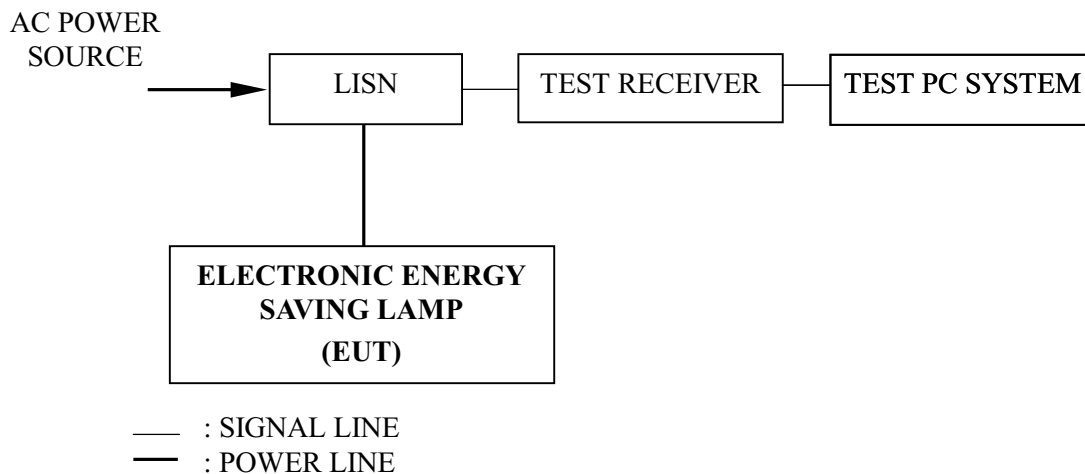 AC POWER
SOURCE
LISN
TEST RECEIVER
TEST PC SYSTEM
ELECTRONIC ENERGY
SAVING LAMP
(EUT)
: SIGNAL LINE
: POWER LINE